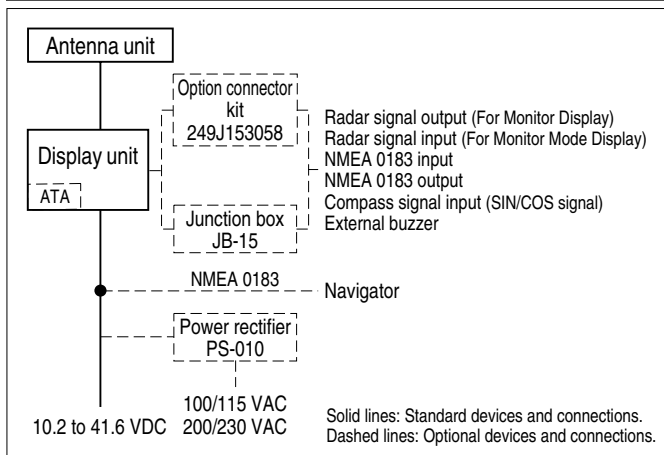 Antenna unit
Option connector
kit
249J153058
Display unit
ATA
Junction box
JB-15
Radar signal output (For Monitor Display)
Radar signal input (For Monitor Mode Display)
NMEA 0183 input
NMEA 0183 output
Compass signal input (SIN/COS signal)
External buzzer
NMEA 0183
Navigator
Power rectifier
PS-010
100/115 VAC
10.2 to 41.6 VDC 200/230 VAC
Solid lines: Standard devices and connections.
Dashed lines: Optional devices and connections.